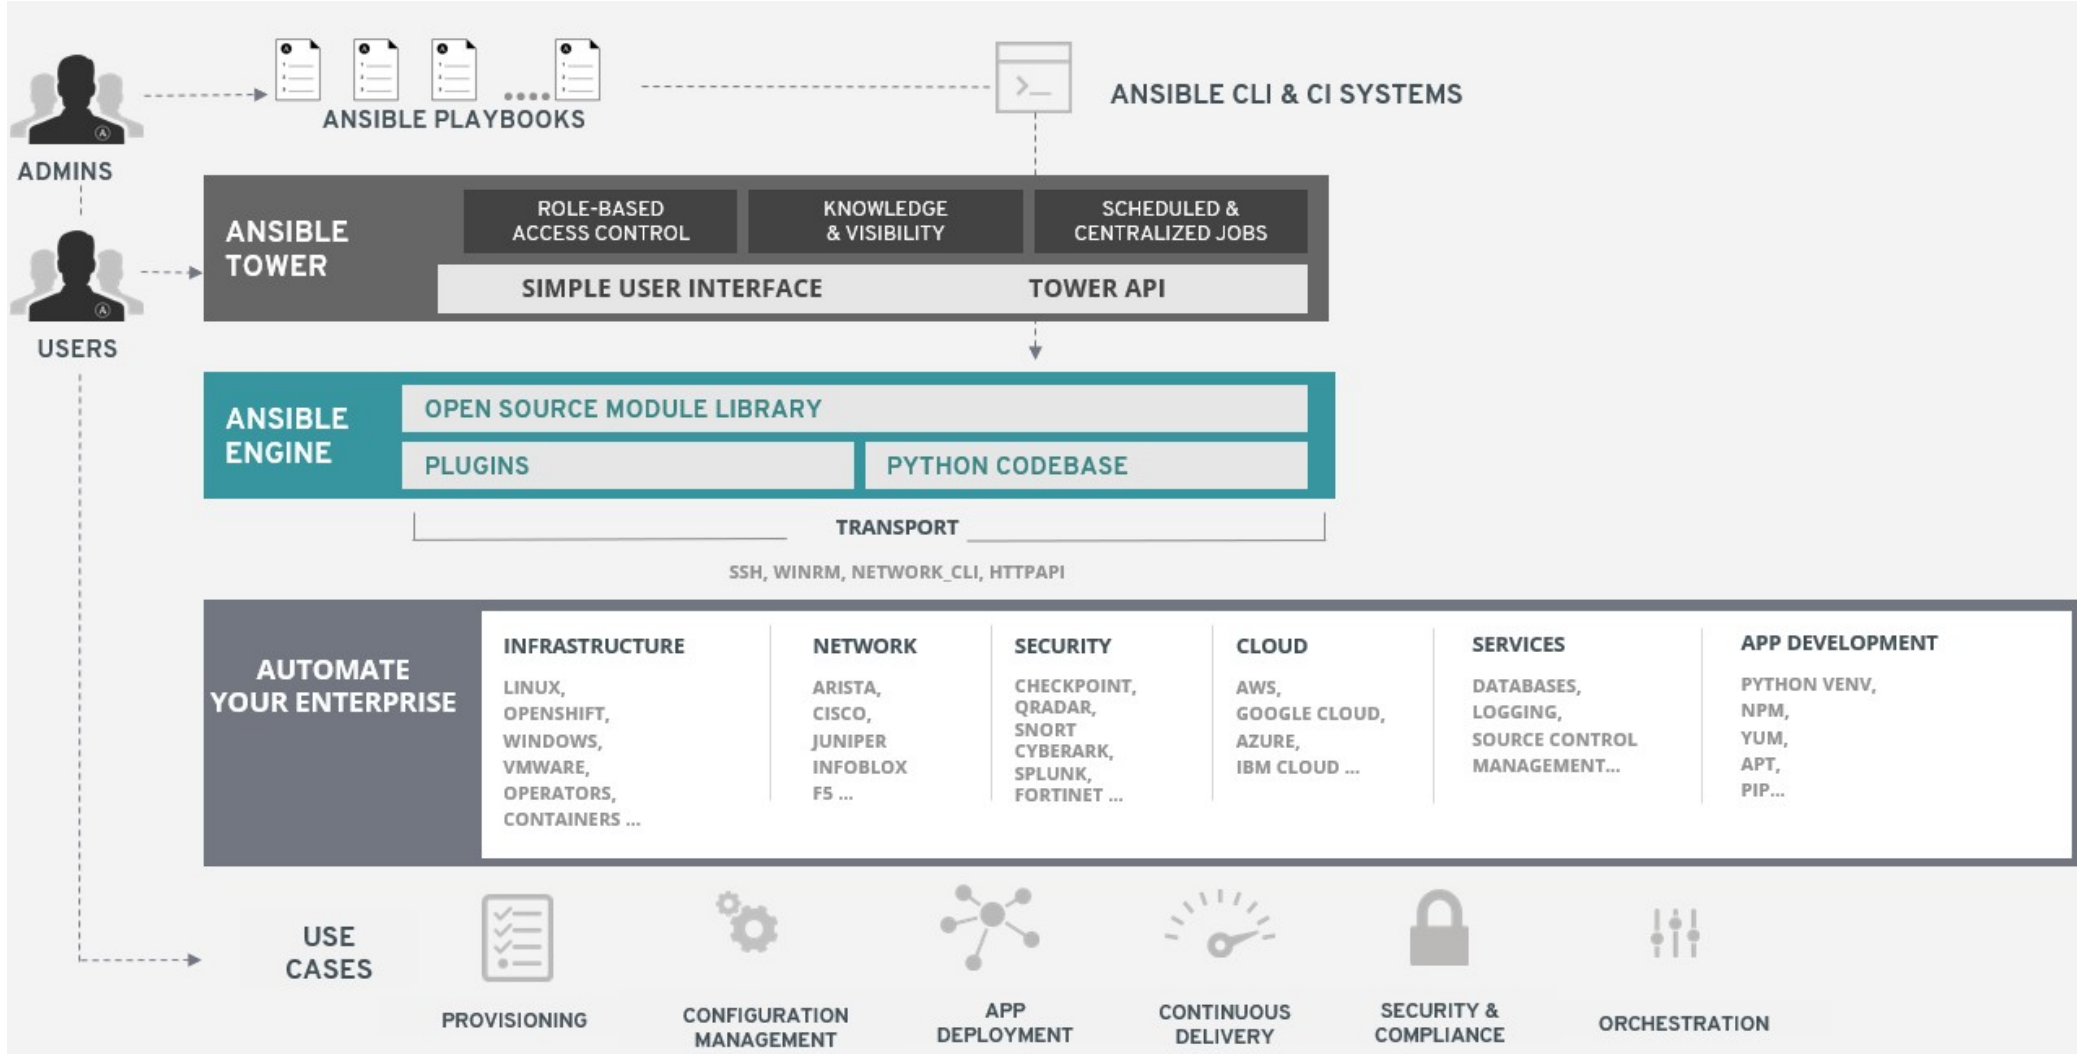 ANSIBLE PLAYBOOKS
ANSIBLE CLI & CI SYSTEMS
ADMINS
USERS
ANSIBLE
TOWER
ROLE-BASED
ACCESS CONTROL
KNOWLEDGE
& VISIBILITY
SCHEDULED &
CENTRALIZED JOBS
SIMPLE USER INTERFACE
TOWER API
ANSIBLE
ENGINE
OPEN SOURCE MODULE LIBRARY
PLUGINS
PYTHON CODEBASE
TRANSPORT
SSH, WINRM, NETWORK_CLI, HTTPAPI
AUTOMATE
YOUR ENTERPRISE
INFRASTRUCTURE
LINUX,
OPENSHIFT,
WINDOWS,
VMWARE,
OPERATORS,
CONTAINERS ...
NETWORK
ARISTA,
CISCO,
JUNIPER
INFOBLOX
F5 ...
SECURITY
CHECKPOINT,
QRADAR,
SNORT
CYBERARK,
SPLUNK,
FORTINET ...
CLOUD
AWS,
GOOGLE CLOUD,
AZURE,
IBM CLOUD ...
SERVICES
DATABASES,
LOGGING,
SOURCE CONTROL
MANAGEMENT...
APP DEVELOPMENT
PYTHON VENV,
NPM,
YUM,
APT,
PIP...
USE
CASES
PROVISIONING
CONFIGURATION
MANAGEMENT
APP
DEPLOYMENT
CONTINUOUS
DELIVERY
SECURITY &
COMPLIANCE
ORCHESTRATION